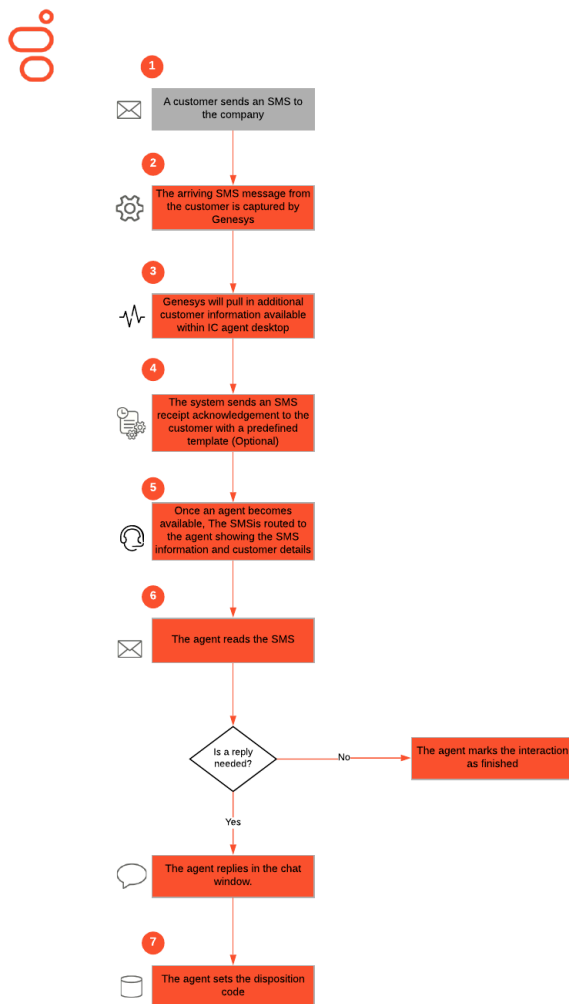 1
A customer sends an SMS to
the company
2
The arriving SMS message from
the customer is captured by
Genesys
3
Genesys will pull in additional
customer information available
within IC agent desktop
4
The system sends an SMS
receipt acknowledgement to the
customer with a predefined
template (Optional)
5
Once an agent becomes
available, The SMSis routed to
the agent showing the SMS
information and customer details
6
The agent reads the SMS
Is a reply
needed?
No
The agent marks the interaction
as finished
Yes
The agent replies in the chat
window.
7
The agent sets the disposition
code